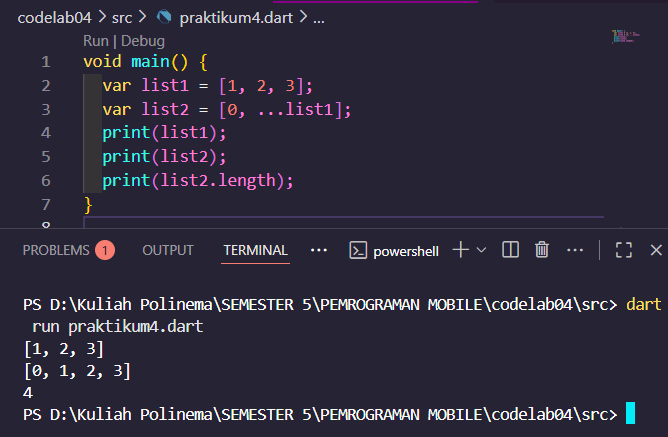 codelab04 > src > praktikum4.dart > ...
Run | Debug
1 void main() {
2   var list1 = [1, 2, 3];
3   var list2 = [0, ...list1];
4   print(list1);
5   print(list2);
6   print(list2.length);
7 }
8
PROBLEMS 1 OUTPUT TERMINAL ... powershell
PS D:\Kuliah Polinema\SEMESTER 5\PEMROGRAMAN MOBILE\codelab04\src> dart
 run praktikum4.dart
[1, 2, 3]
[0, 1, 2, 3]
4
PS D:\Kuliah Polinema\SEMESTER 5\PEMROGRAMAN MOBILE\codelab04\src>